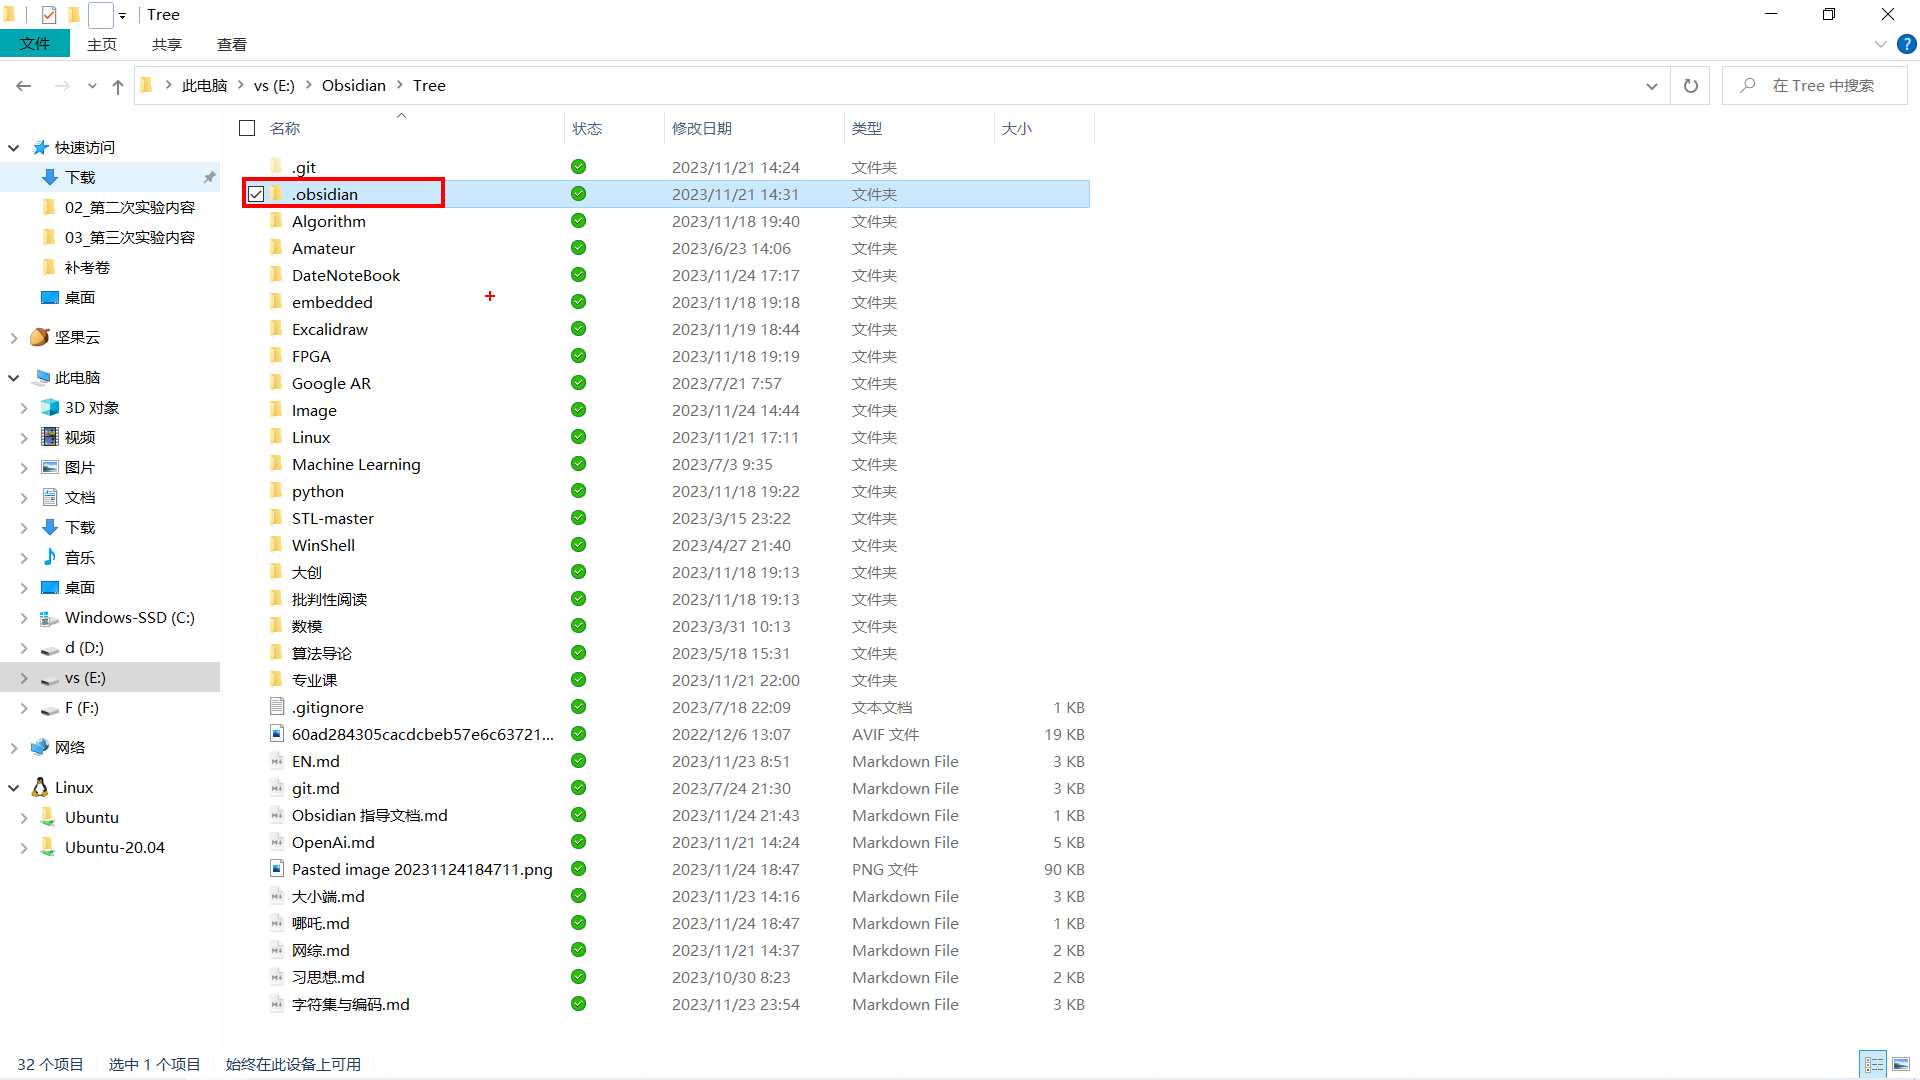 Tree
文件 主页 共享 查看
此电脑 vs (E:) Obsidian Tree 在 Tree 中搜索
名称 状态 修改日期 类型 大小
快速访问
下载
02_第二次实验内容
03_第三次实验内容
补考卷
桌面
坚果云
此电脑
3D 对象
视频
图片
文档
下载
音乐
桌面
Windows-SSD (C:)
d (D:)
vs (E:)
F (F:)
网络
Linux
Ubuntu
Ubuntu-20.04
.git 2023/11/21 14:24 文件夹
.obsidian 2023/11/21 14:31 文件夹
Algorithm 2023/11/18 19:40 文件夹
Amateur 2023/6/23 14:06 文件夹
DateNoteBook 2023/11/24 17:17 文件夹
embedded 2023/11/18 19:18 文件夹
Excalidraw 2023/11/19 18:44 文件夹
FPGA 2023/11/18 19:19 文件夹
Google AR 2023/7/21 7:57 文件夹
Image 2023/11/24 14:44 文件夹
Linux 2023/11/21 17:11 文件夹
Machine Learning 2023/7/3 9:35 文件夹
python 2023/11/18 19:22 文件夹
STL-master 2023/3/15 23:22 文件夹
WinShell 2023/4/27 21:40 文件夹
大创 2023/11/18 19:13 文件夹
批判性阅读 2023/11/18 19:13 文件夹
数模 2023/3/31 10:13 文件夹
算法导论 2023/5/18 15:31 文件夹
专业课 2023/11/21 22:00 文件夹
.gitignore 2023/7/18 22:09 文本文档 1 KB
60ad284305cacdcbeb57e6c63721... 2022/12/6 13:07 AVIF 文件 19 KB
EN.md 2023/11/23 8:51 Markdown File 3 KB
git.md 2023/7/24 21:30 Markdown File 3 KB
Obsidian 指导文档.md 2023/11/24 21:43 Markdown File 1 KB
OpenAi.md 2023/11/21 14:24 Markdown File 5 KB
Pasted image 20231124184711.png 2023/11/24 18:47 PNG 文件 90 KB
大小端.md 2023/11/23 14:16 Markdown File 3 KB
哪吒.md 2023/11/24 18:47 Markdown File 1 KB
网综.md 2023/11/21 14:37 Markdown File 2 KB
习思想.md 2023/10/30 8:23 Markdown File 2 KB
字符集与编码.md 2023/11/23 23:54 Markdown File 3 KB
32 个项目 选中 1 个项目 始终在此设备上可用